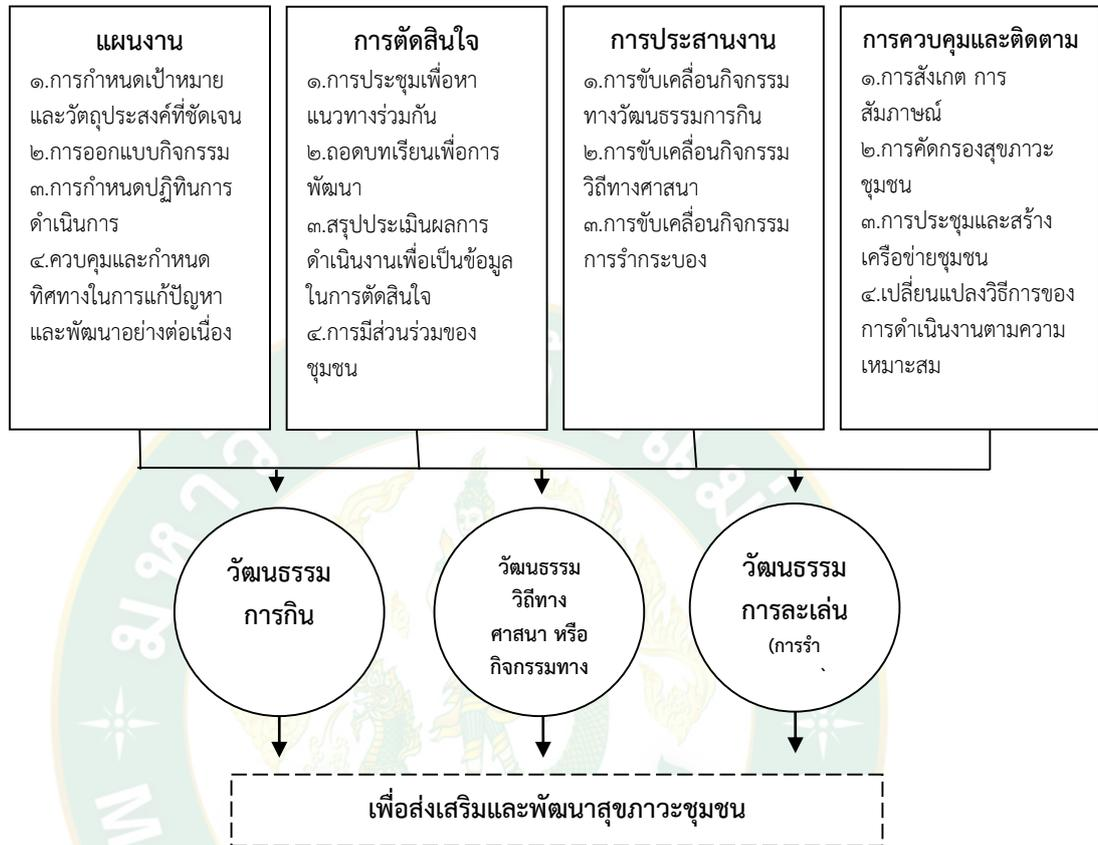 แผนงาน
๑.การกำหนดเป้าหมาย
และวัตถุประสงค์ที่ชัดเจน
๒.การออกแบบกิจกรรม
๓.การกำหนดปฏิทินการ
ดำเนินการ
๔.ควบคุมและกำหนด
ทิศทางในการแก้ปัญหา
และพัฒนาอย่างต่อเนื่อง
การตัดสินใจ
๑.การประชุมเพื่อหา
แนวทางร่วมกัน
๒.ถอดบทเรียนเพื่อการ
พัฒนา
๓.สรุปประเมินผลการ
ดำเนินงานเพื่อเป็นข้อมูล
ในการตัดสินใจ
๔.การมีส่วนร่วมของ
ชุมชน
การประสานงาน
๑.การขับเคลื่อนกิจกรรม
ทางวัฒนธรรมการกิน
๒.การขับเคลื่อนกิจกรรม
วิถีทางศาสนา
๓.การขับเคลื่อนกิจกรรม
การรำกระบอง
การควบคุมและติดตาม
๑.การสังเกต การ
สัมภาษณ์
๒.การคัดกรองสุขภาวะ
ชุมชน
๓.การประชุมและสร้าง
เครือข่ายชุมชน
๔.เปลี่ยนแปลงวิธีการของ
การดำเนินงานตามความ
เหมาะสม
วัฒนธรรม
การกิน
วัฒนธรรม
วิถีทาง
ศาสนา หรือ
กิจกรรมทาง
วัฒนธรรม
การละเล่น
(การรำ
เพื่อส่งเสริมและพัฒนาสุขภาวะชุมชน